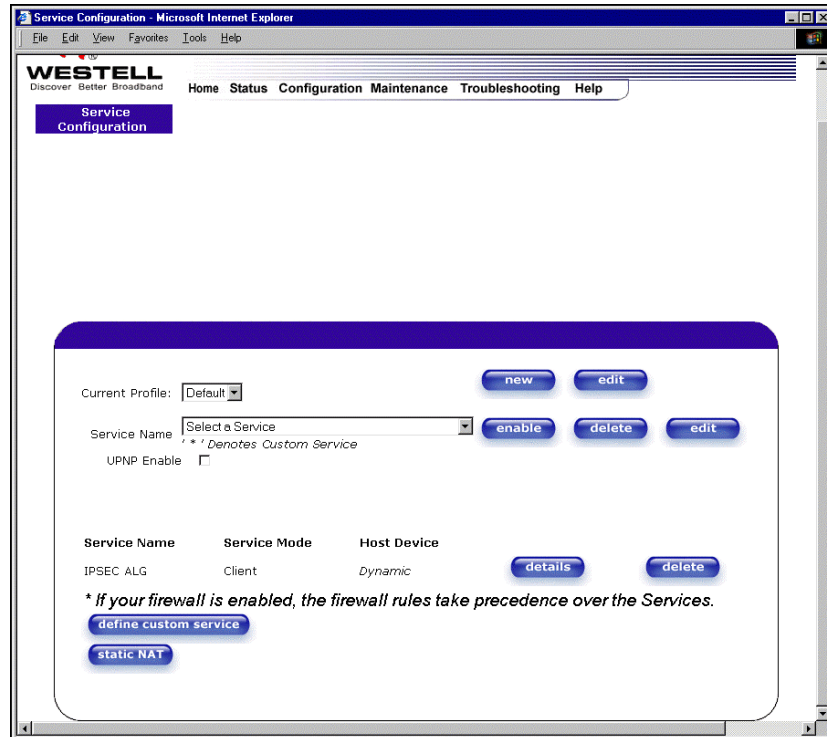 Service Configuration - Microsoft Internet Explorer
File Edit View Favorites Tools Help
®
WESTELL
Discover Better Broadband
Home Status Configuration Maintenance Troubleshooting Help
Service
Configuration
Current Profile: Default new edit
Service Name Select a Service enable delete edit
' * ' Denotes Custom Service
UPNP Enable
Service Name Service Mode Host Device
IPSEC ALG Client Dynamic details delete
* If your firewall is enabled, the firewall rules take precedence over the Services.
define custom service
static NAT